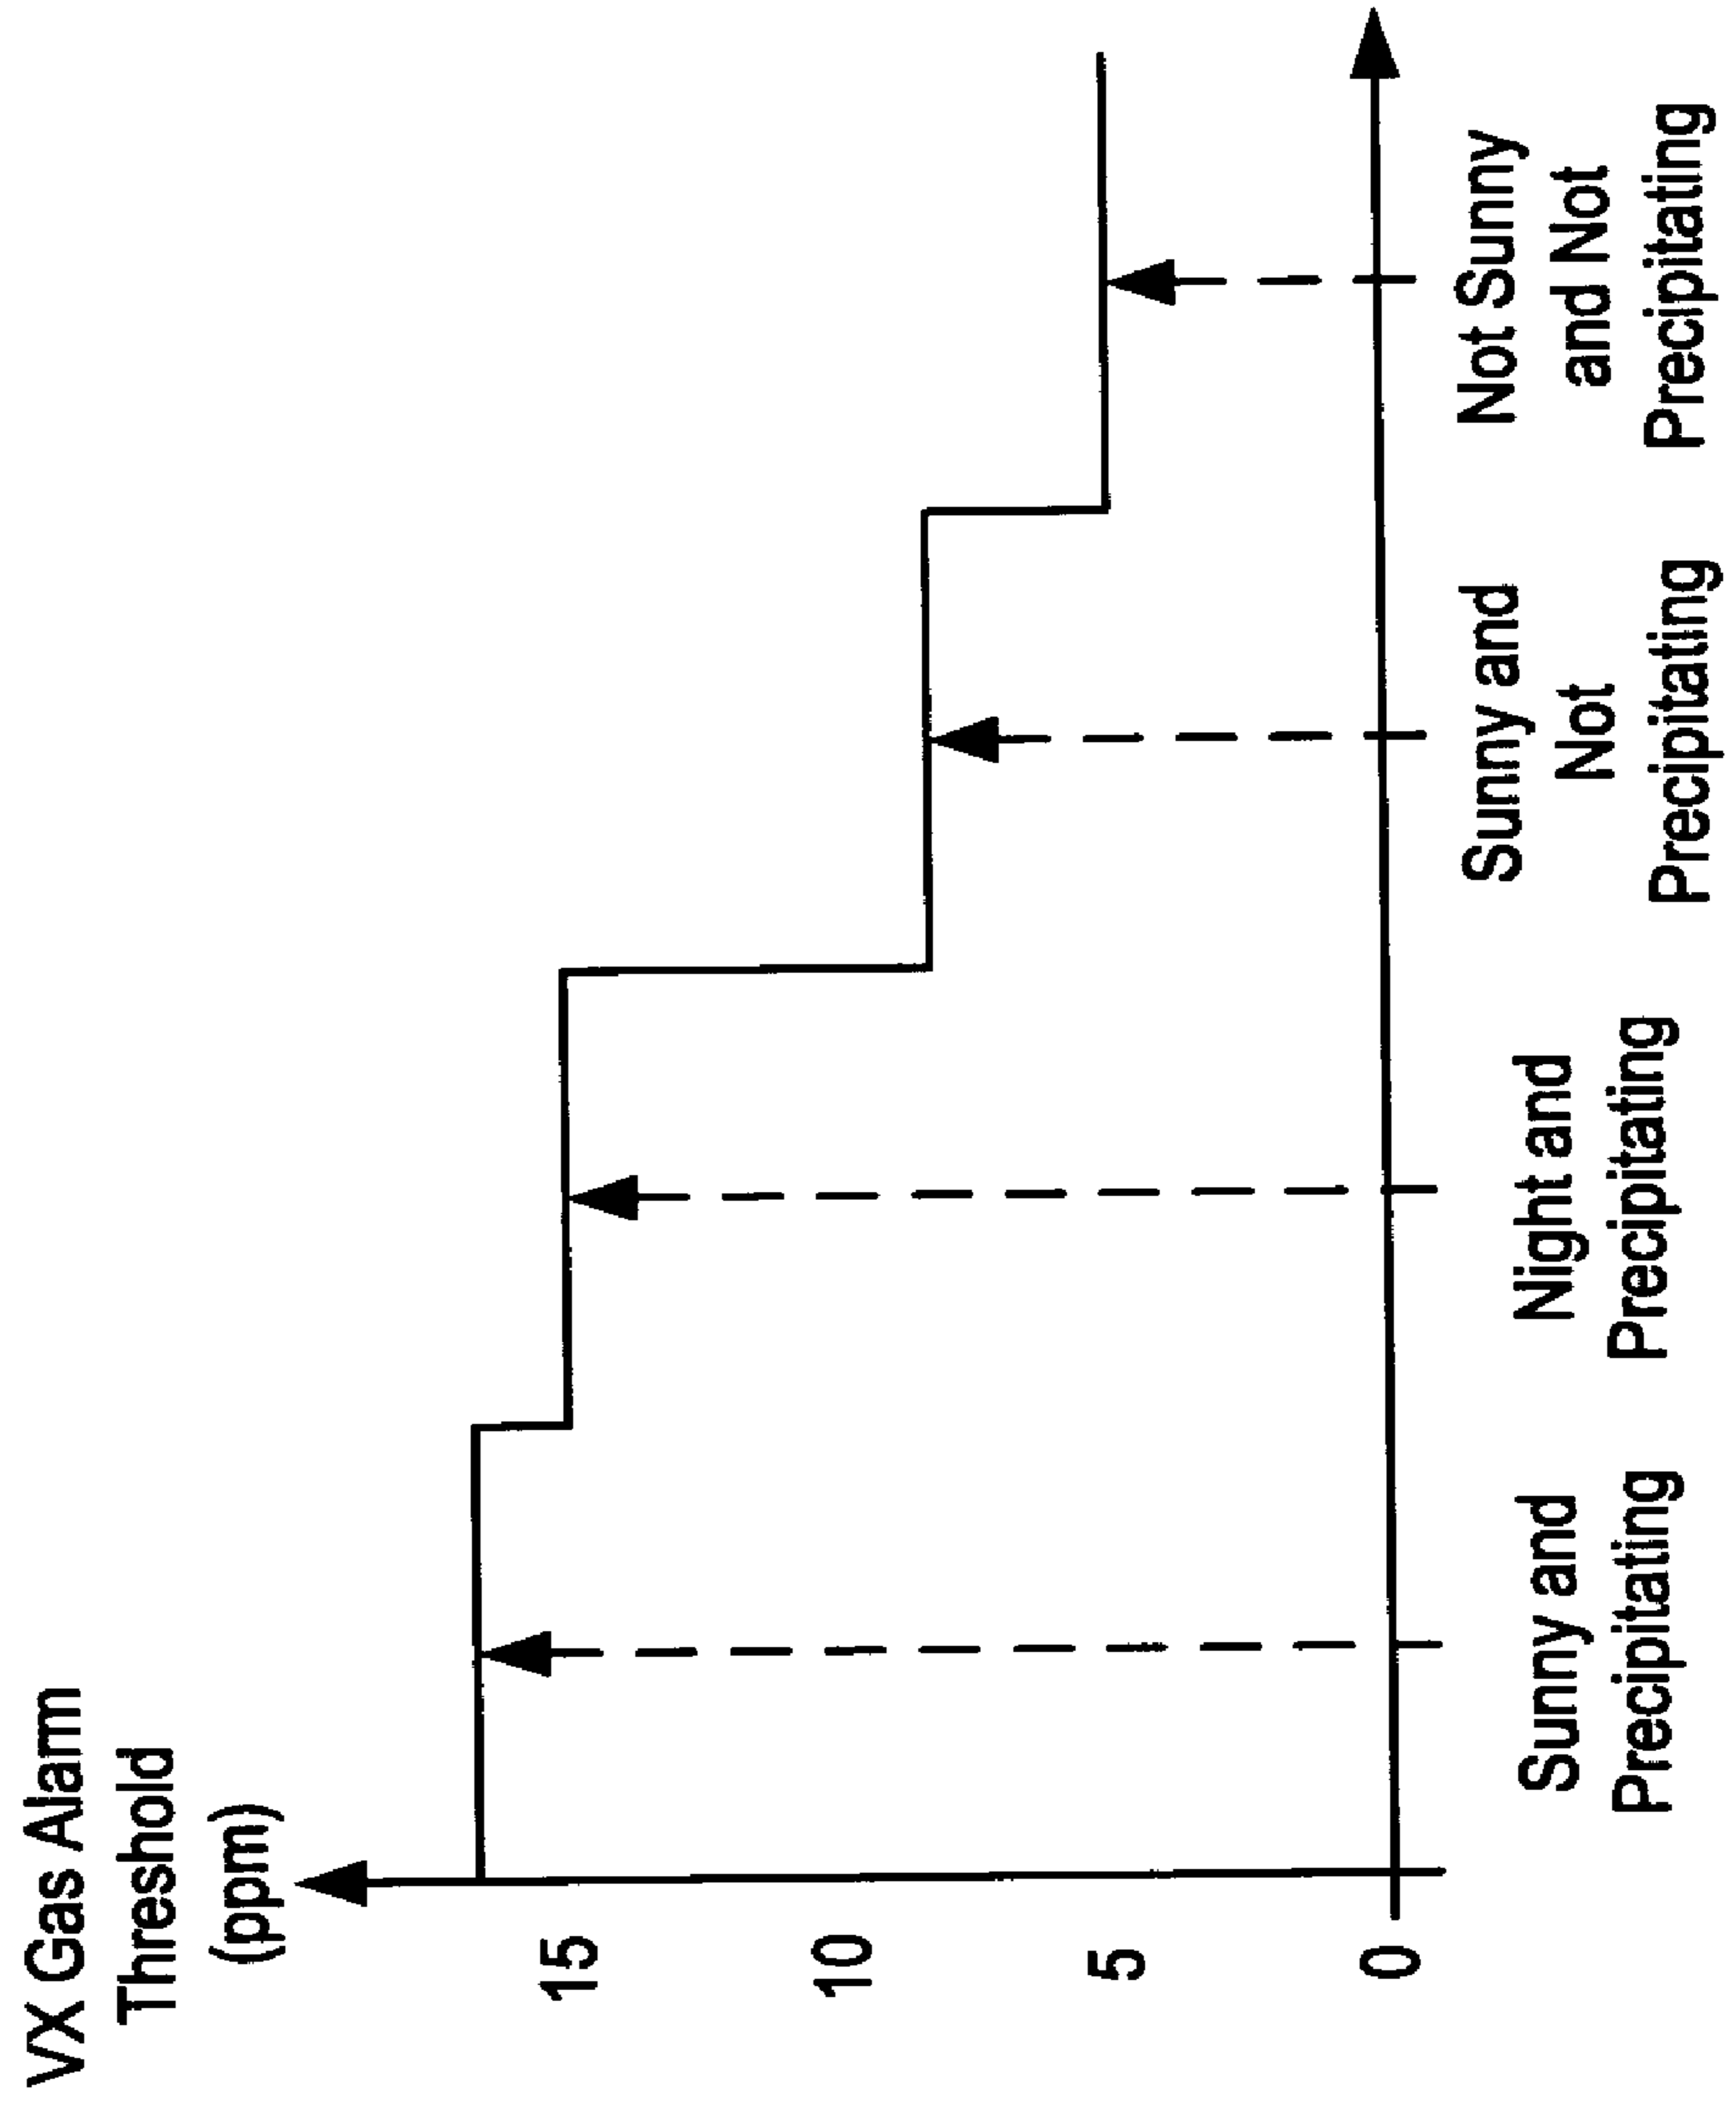 VX Gas Alarm
Threshold
(ppm)
15
10
5
0
Sunny and
Precipitating
Night and
Precipitating
Sunny and
Not
Precipitating
Not Sunny
and Not
Precipitating